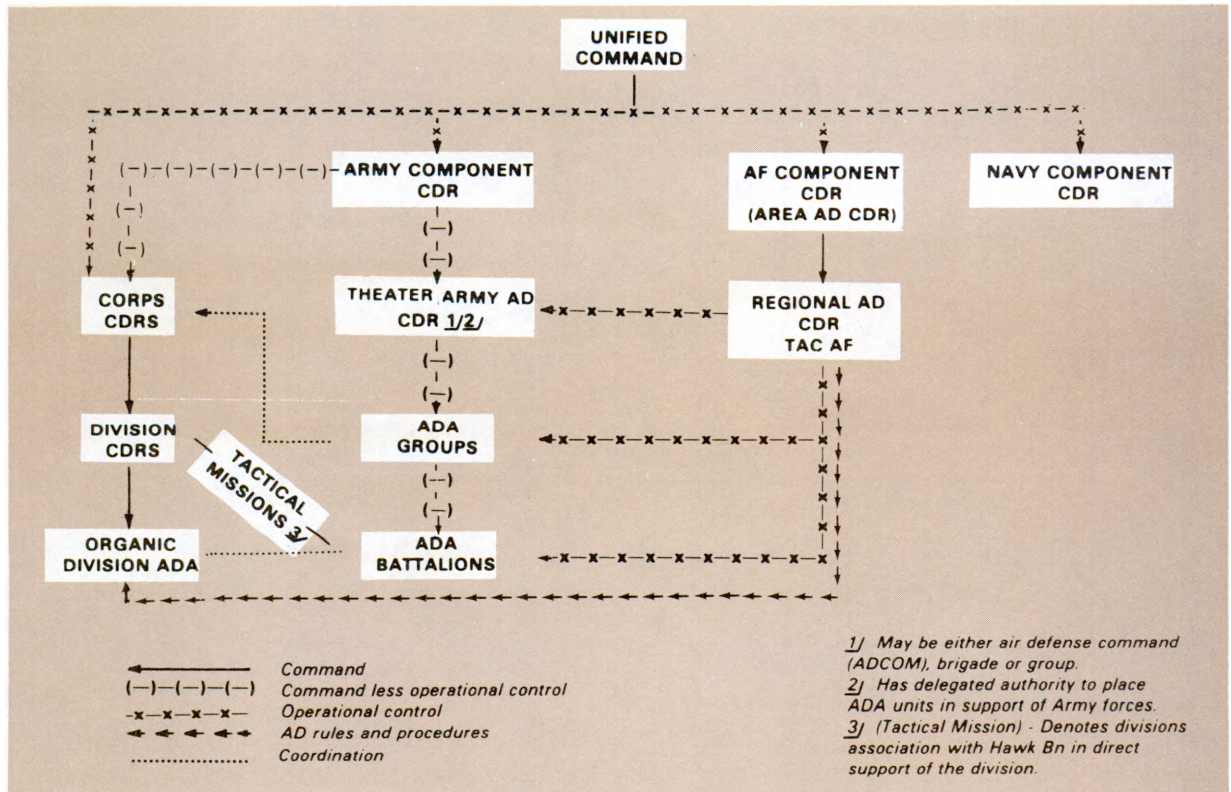 UNIFIED
COMMAND
ARMY COMPONENT
CDR
AF COMPONENT
CDR
(AREA AD CDR)
NAVY COMPONENT
CDR
CORPS
CDRS
THEATER ARMY AD
CDR 1/2/
REGIONAL AD
CDR
TAC AF
DIVISION
CDRS
TACTICAL
MISSIONS 3/
ADA
GROUPS
ORGANIC
DIVISION ADA
ADA
BATTALIONS
Command
Command less operational control
Operational control
AD rules and procedures
Coordination
1/ May be either air defense command
(ADCOM), brigade or group.
2/ Has delegated authority to place
ADA units in support of Army forces.
3/ (Tactical Mission) - Denotes divisions
association with Hawk Bn in direct
support of the division.